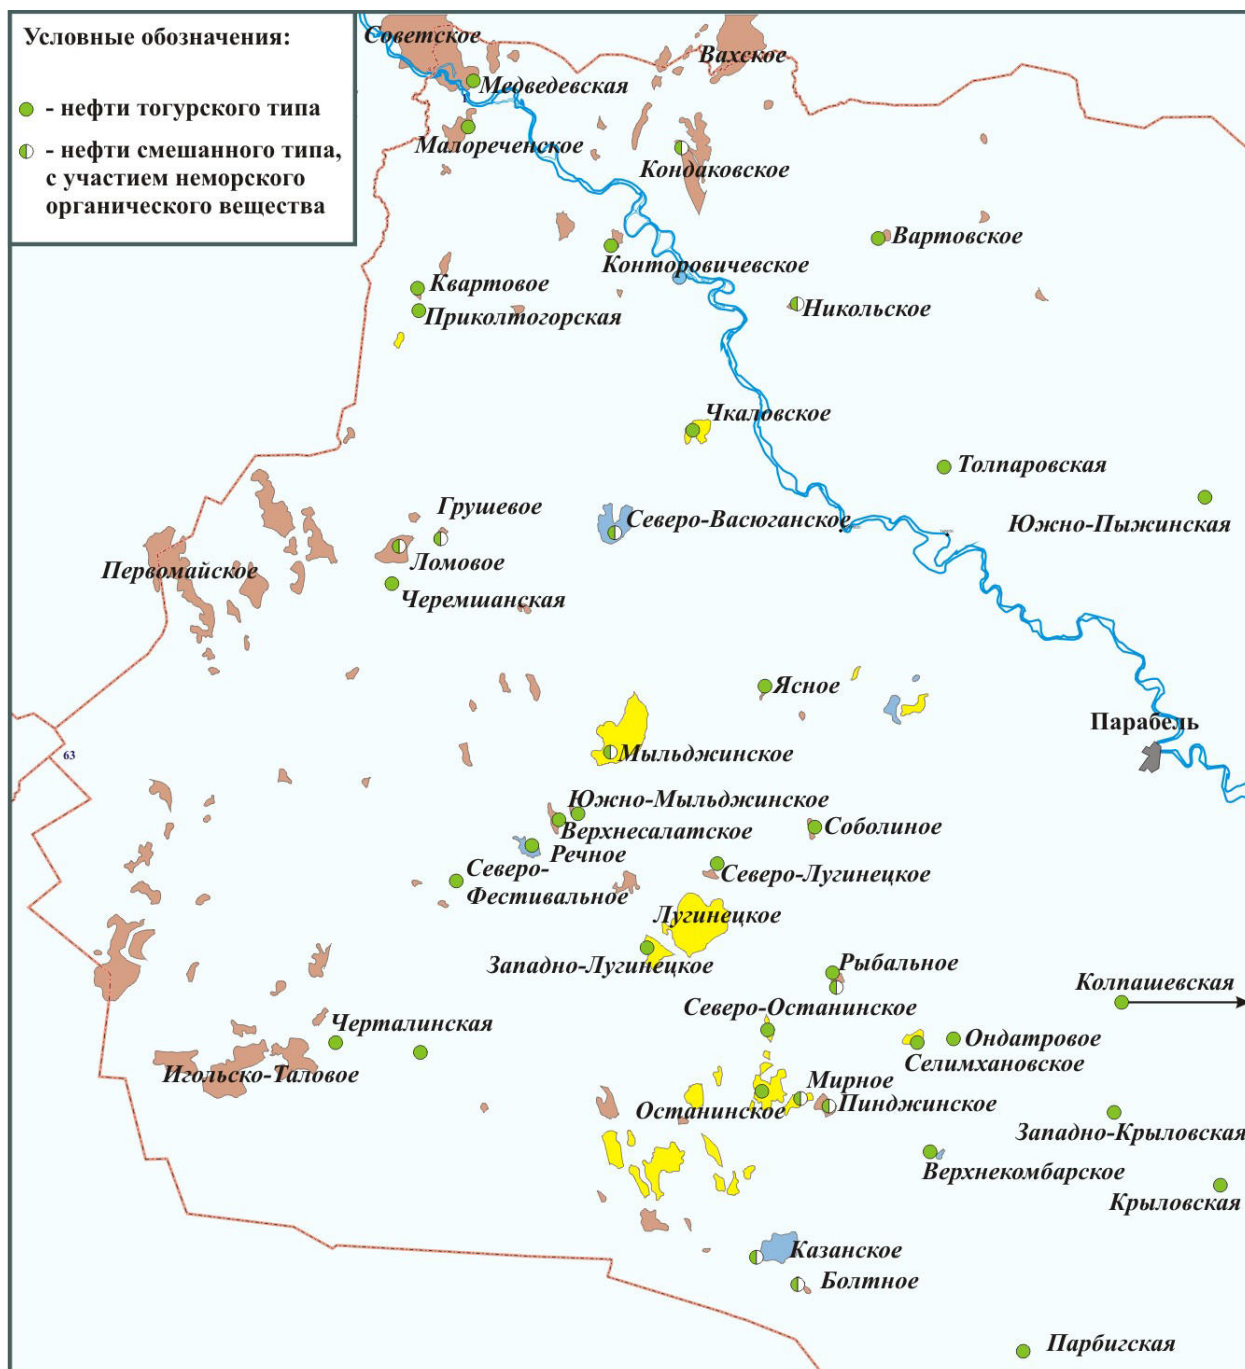 Условные обозначения:
- нефти тогурского типа
- нефти смешанного типа,
с участием неморского
органического вещества
Советское
Вахское
Медведевская
Малореченское
Кондаковское
Вартовское
Конторовичевское
Квартовое
Никольское
Приколтогорская
Чкаловское
Толпаровская
Грушевое
Северо-Васюганское
Южно-Пыжинская
Ломовое
Первомайское
Черемшанская
Ясное
Парабель
63
Мыльджинское
Южно-Мыльджинское
Верхнесалатское
Соболиное
Речное
Северо-
Фестивальное
Северо-Лугинецкое
Лугинецкое
Западно-Лугинецкое
Рыбальное
Колпашевская
Северо-Останинское
Черталинская
Ондатровое
Селимхановское
Игольско-Таловое
Мирное
Останинское
Пинджинское
Западно-Крыловская
Верхнекомбарское
Крыловская
Казанское
Болтное
Парбигская